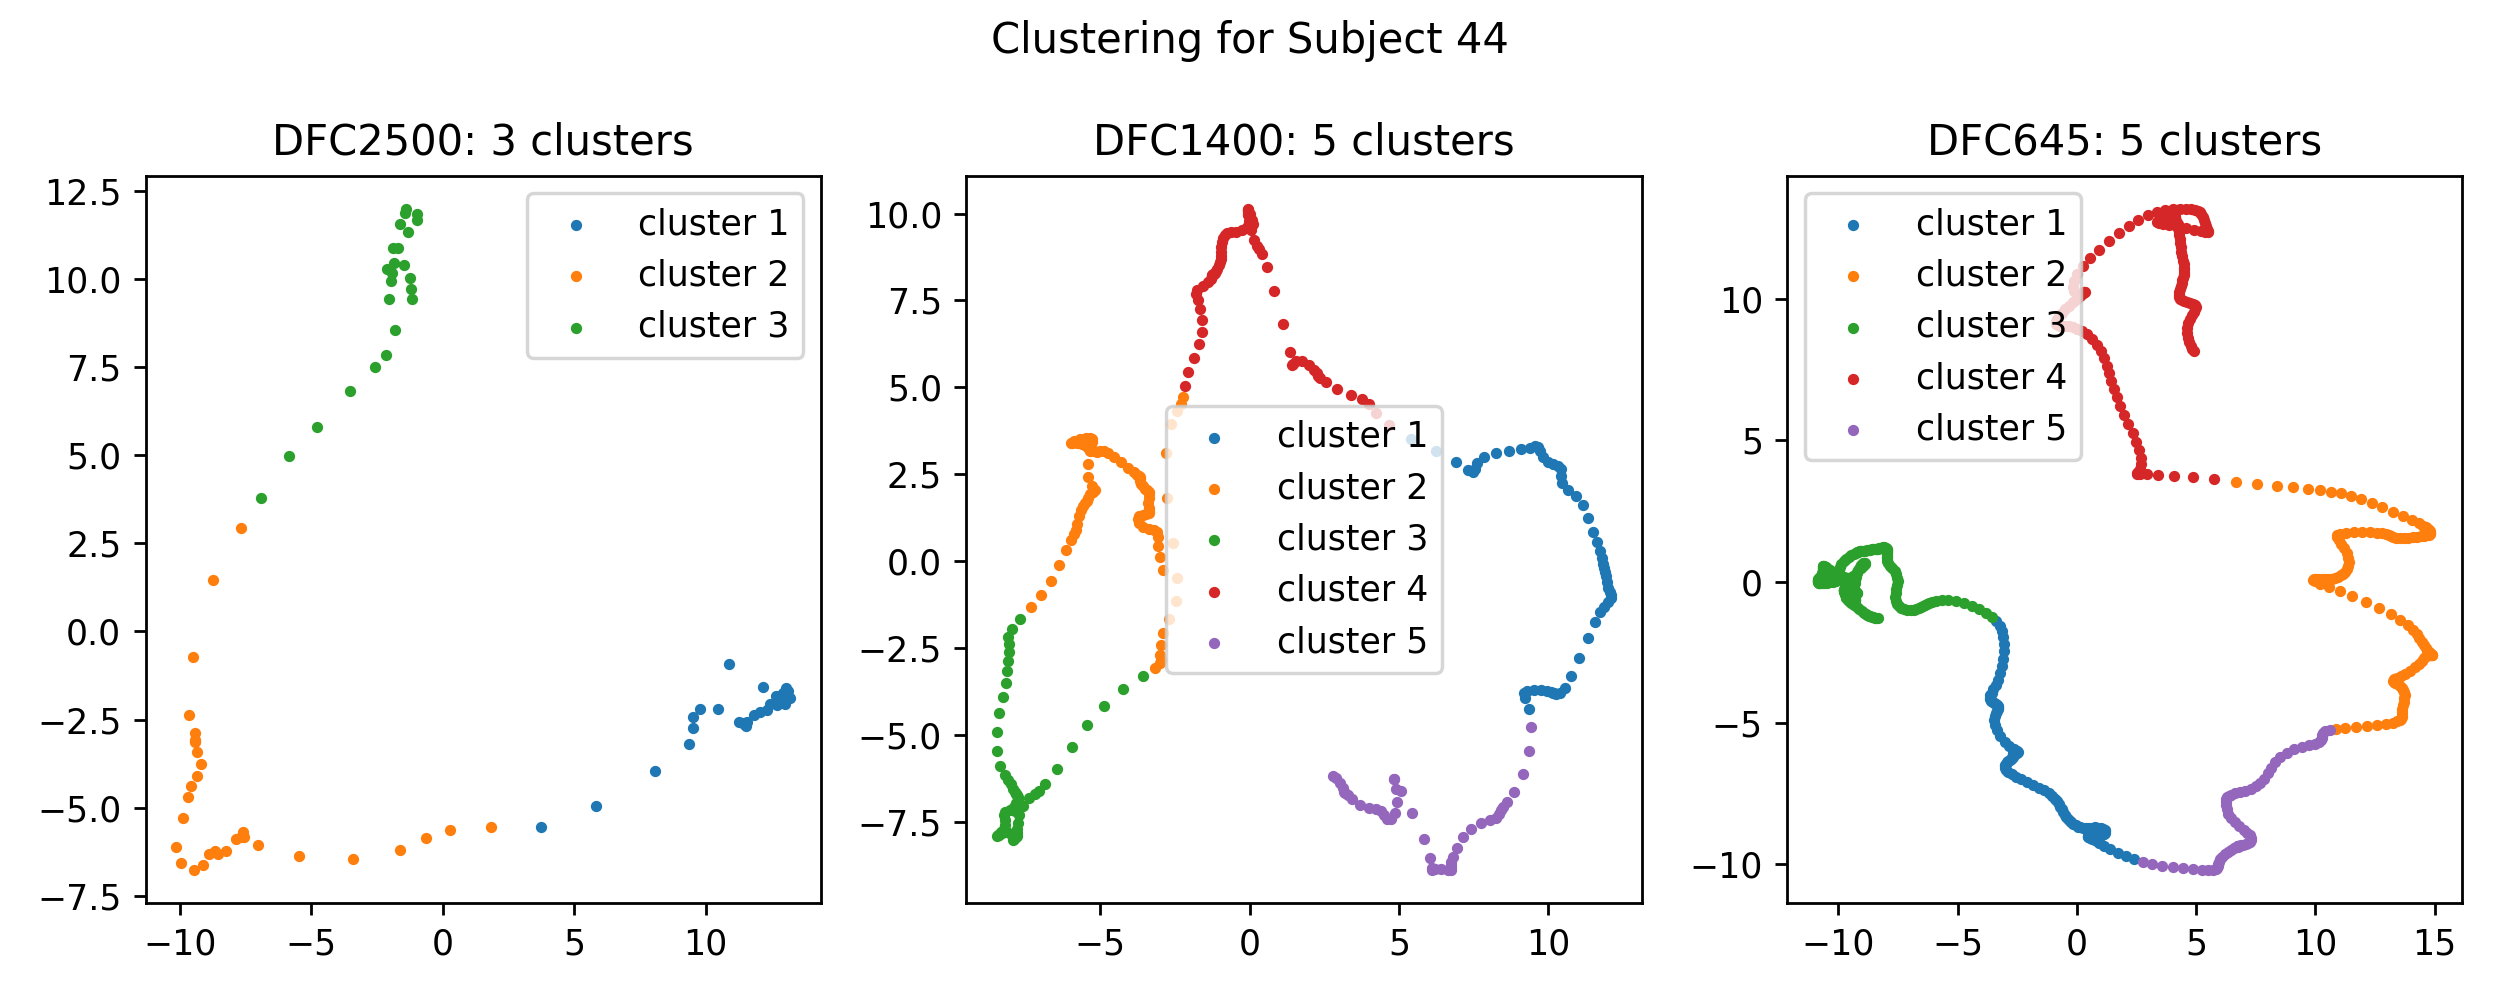 Clustering for Subject 44
DFC2500: 3 clusters
12.5
10.0
7.5
5.0
2.5
0.0
−2.5
−5.0
−7.5
−10
−5
0
5
10
cluster 1
cluster 2
cluster 3
DFC1400: 5 clusters
10.0
7.5
5.0
2.5
0.0
−2.5
−5.0
−7.5
−5
0
5
10
cluster 1
cluster 2
cluster 3
cluster 4
cluster 5
DFC645: 5 clusters
10
5
0
−5
−10
−10
−5
0
5
10
15
cluster 1
cluster 2
cluster 3
cluster 4
cluster 5